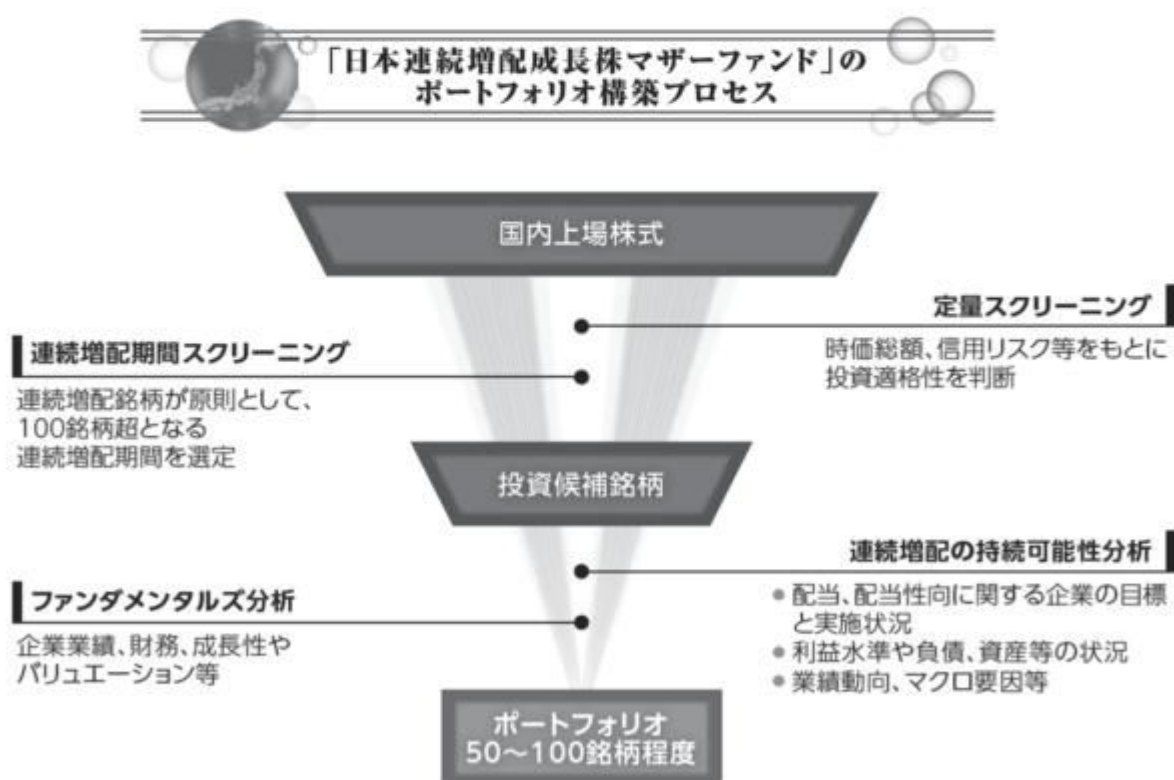 「日本連続増配成長株マザーファンド」の
ポートフォリオ構築プロセス
国内上場株式
定量スクリーニング
時価総額、信用リスク等をもとに
投資適格性を判断
連続増配期間スクリーニング
連続増配銘柄が原則として、
100銘柄超となる
連続増配期間を選定
投資候補銘柄
連続増配の持続可能性分析
● 配当、配当性向に関する企業の目標
と実施状況
● 利益水準や負債、資産等の状況
● 業績動向、マクロ要因等
ファンダメンタルズ分析
企業業績、財務、成長性や
バリュエーション等
ポートフォリオ
50～100銘柄程度